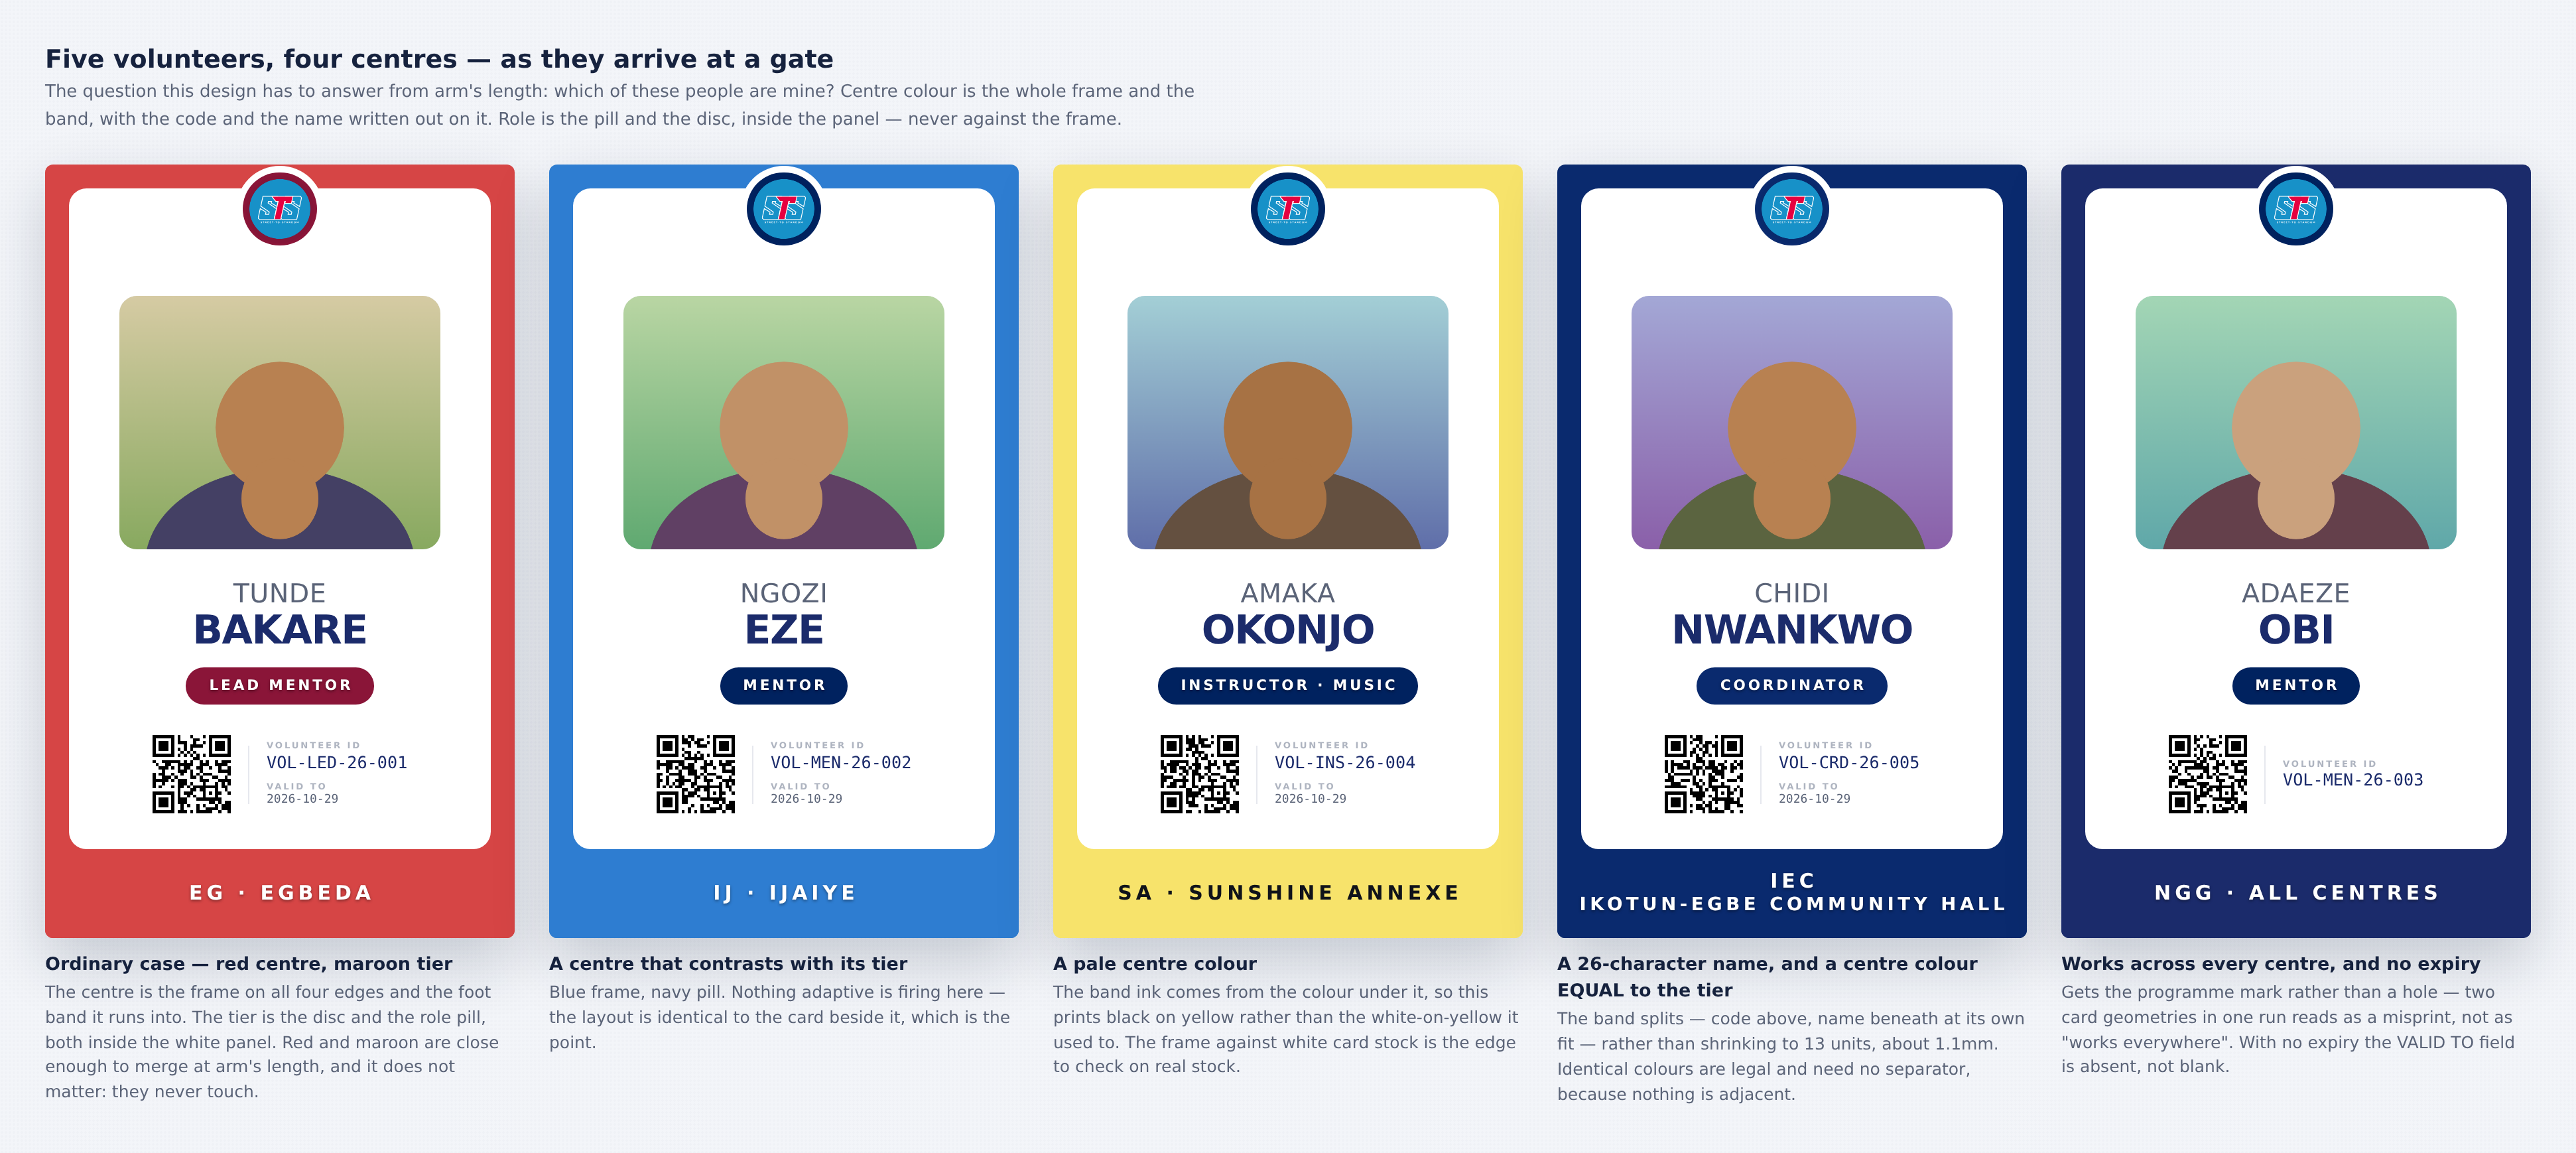 Five volunteers, four centres — as they arrive at a gate
The question this design has to answer from arm's length: which of these people are mine? Centre colour is the whole frame and the
band, with the code and the name written out on it. Role is the pill and the disc, inside the panel — never against the frame.
STS
TUNDE
BAKARE
LEAD MENTOR
VOLUNTEER ID
VOL-LED-26-001
VALID TO
2026-10-29
EG · EGBEDA
Ordinary case — red centre, maroon tier
The centre is the frame on all four edges and the foot
band it runs into. The tier is the disc and the role pill,
both inside the white panel. Red and maroon are close
enough to merge at arm's length, and it does not
matter: they never touch.
STS
NGOZI
EZE
MENTOR
VOLUNTEER ID
VOL-MEN-26-002
VALID TO
2026-10-29
IJ · IJAIYE
A centre that contrasts with its tier
Blue frame, navy pill. Nothing adaptive is firing here —
the layout is identical to the card beside it, which is the
point.
STS
AMAKA
OKONJO
INSTRUCTOR · MUSIC
VOLUNTEER ID
VOL-INS-26-004
VALID TO
2026-10-29
SA · SUNSHINE ANNEXE
A pale centre colour
The band ink comes from the colour under it, so this
prints black on yellow rather than the white-on-yellow it
used to. The frame against white card stock is the edge
to check on real stock.
STS
CHIDI
NWANKWO
COORDINATOR
VOLUNTEER ID
VOL-CRD-26-005
VALID TO
2026-10-29
IEC
IKOTUN-EGBE COMMUNITY HALL
A 26-character name, and a centre colour
EQUAL to the tier
The band splits — code above, name beneath at its own
fit — rather than shrinking to 13 units, about 1.1mm.
Identical colours are legal and need no separator,
because nothing is adjacent.
STS
ADAEZE
OBI
MENTOR
VOLUNTEER ID
VOL-MEN-26-003
NGG · ALL CENTRES
Works across every centre, and no expiry
Gets the programme mark rather than a hole — two
card geometries in one run reads as a misprint, not as
"works everywhere". With no expiry the VALID TO field
is absent, not blank.